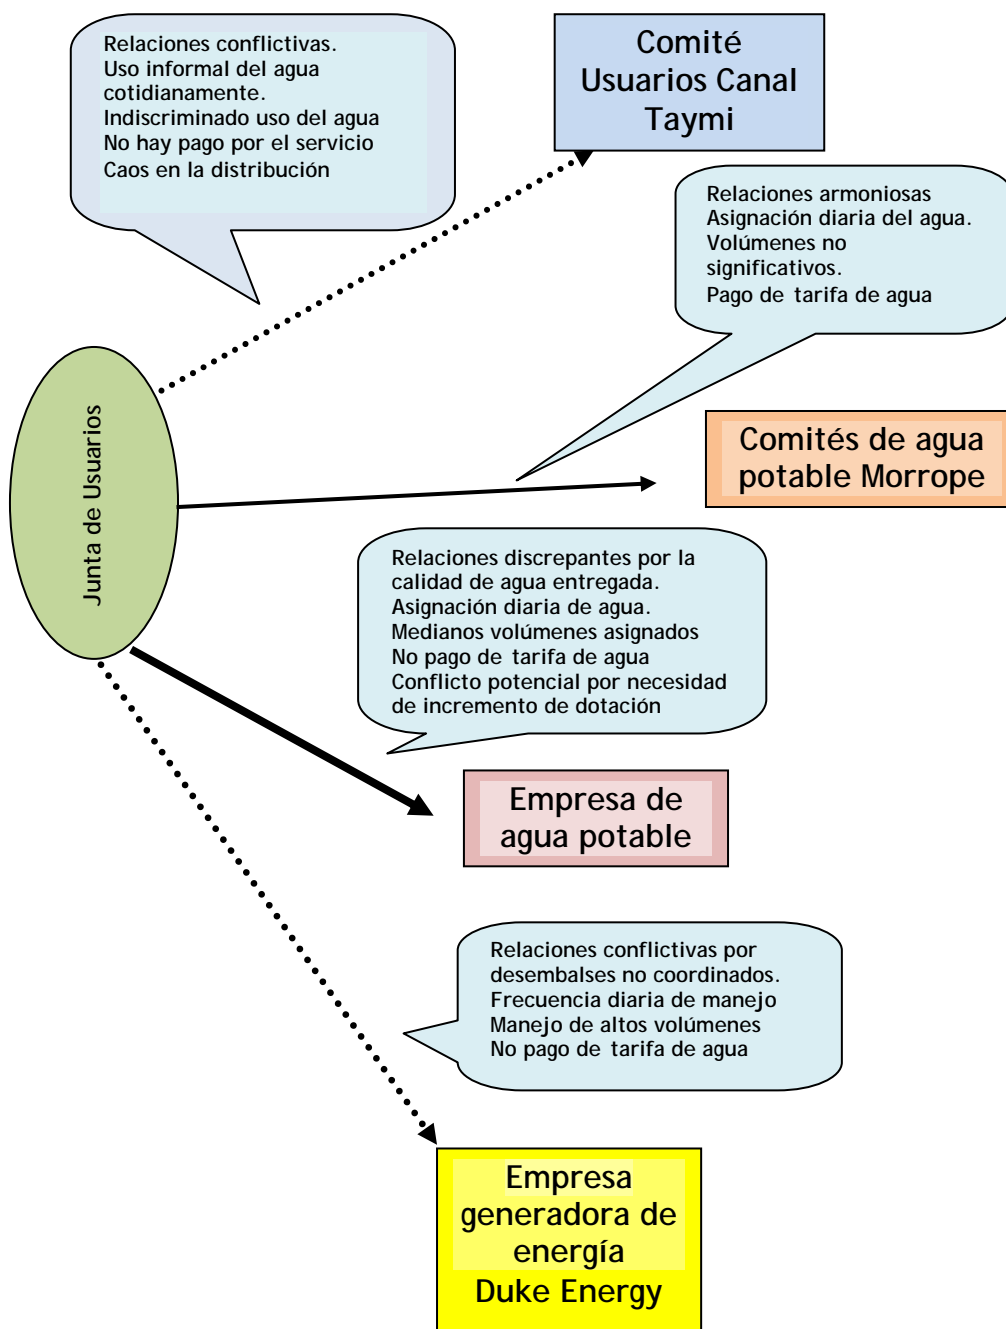 Relaciones conflictivas.
Uso informal del agua
cotidianamente.
Indiscriminado uso del agua
No hay pago por el servicio
Caos en la distribución
Comité
Usuarios Canal
Taymi
Relaciones armoniosas
Asignación diaria del agua.
Volúmenes no
significativos.
Pago de tarifa de agua
Junta de Usuarios
Comités de agua
potable Morrope
Relaciones discrepantes por la
calidad de agua entregada.
Asignación diaria de agua.
Medianos volúmenes asignados
No pago de tarifa de agua
Conflicto potencial por necesidad
de incremento de dotación
Empresa de
agua potable
Relaciones conflictivas por
desembalses no coordinados.
Frecuencia diaria de manejo
Manejo de altos volúmenes
No pago de tarifa de agua
Empresa
generadora de
energía
Duke Energy